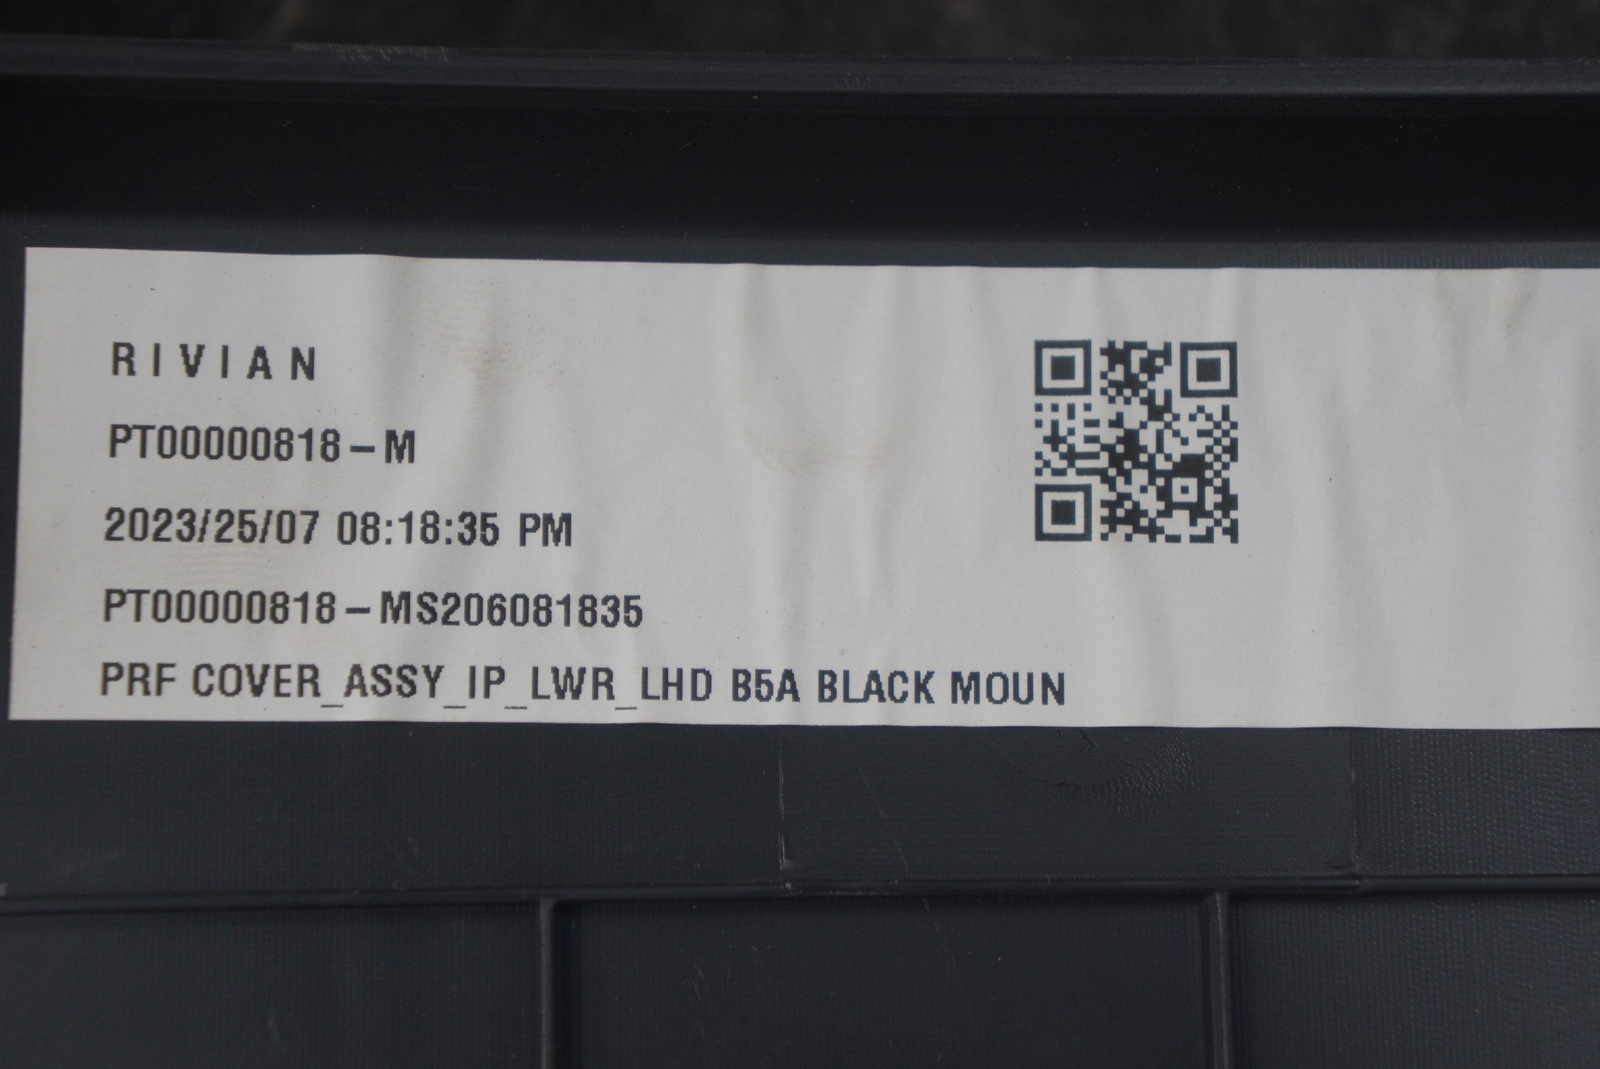 RIVIAN
PT00000818-M
2023/25/07 08:18:35 PM
PT00000818-MS206081835
PRF COVER_ASSY_IP_LWR_LHD B5A BLACK MOUN